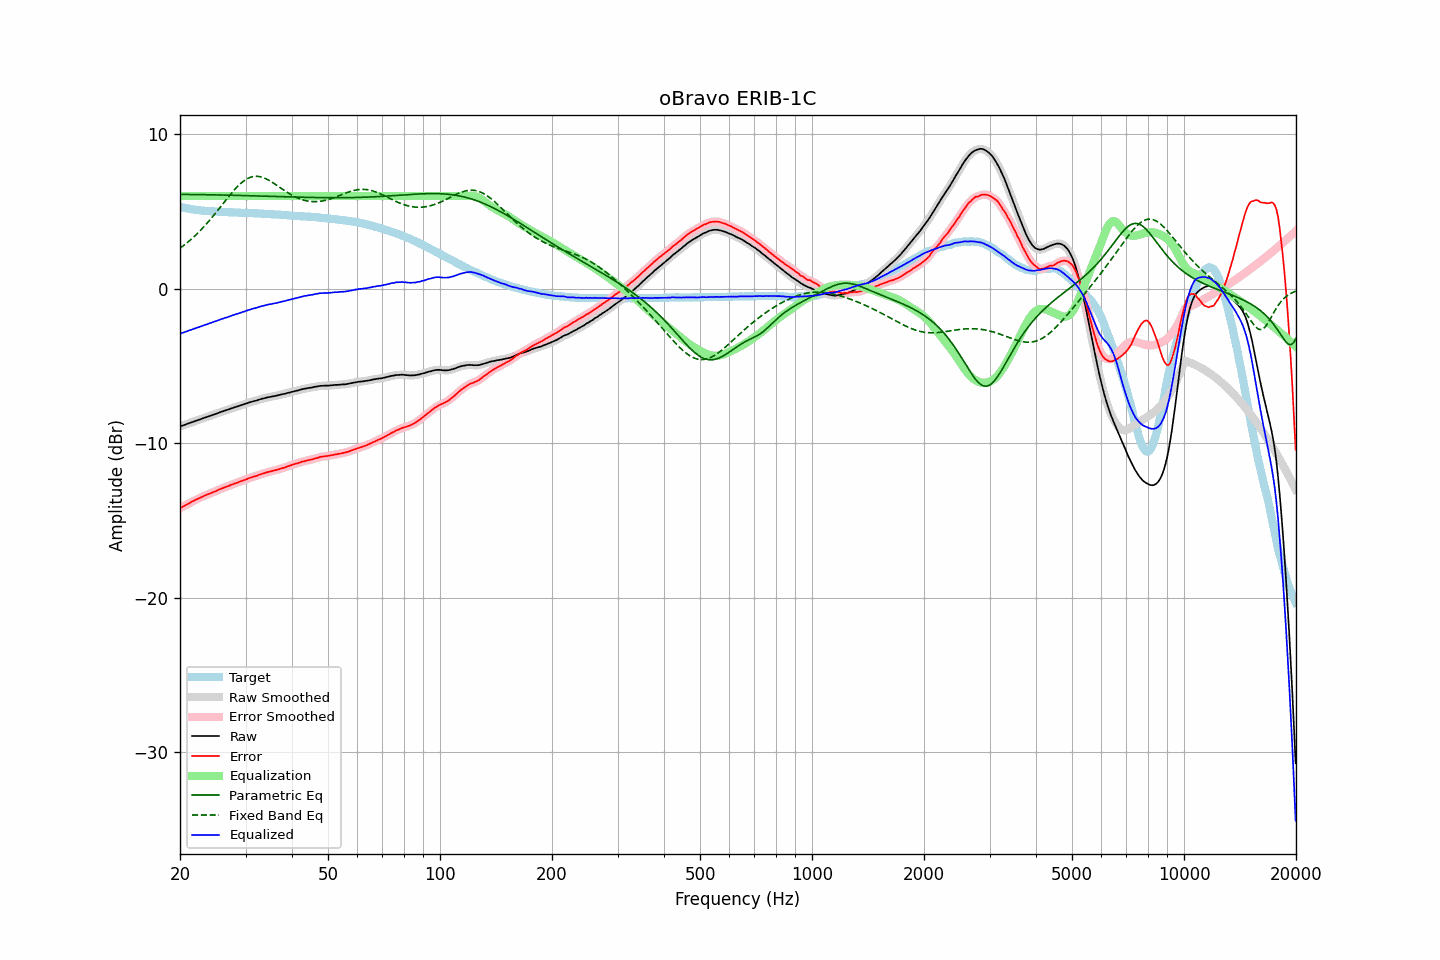 oBravo ERIB-1C
10
0
−10
−20
−30
Amplitude (dBr)
Target
Raw Smoothed
Error Smoothed
Raw
Error
Equalization
Parametric Eq
Fixed Band Eq
Equalized
20 50 100 200 500 1000 2000 5000 10000 20000
Frequency (Hz)